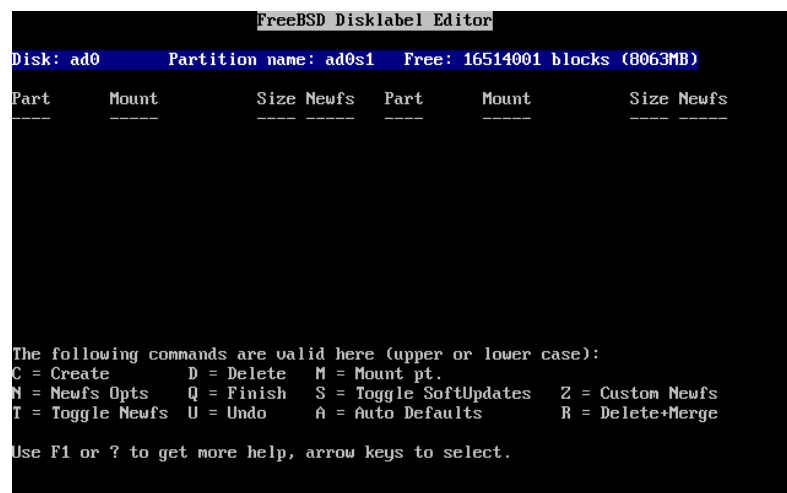 FreeBSD Disklabel Editor
Disk: ad0 Partition name: ad0s1 Free: 16514001 blocks (8063MB)
Part Mount Size Newfs Part Mount Size Newfs
---- ----- ---- ----- ---- ----- ---- -----
The following commands are valid here (upper or lower case):
C = Create D = Delete M = Mount pt.
N = Newfs Opts Q = Finish S = Toggle SoftUpdates Z = Custom Newfs
T = Toggle Newfs U = Undo A = Auto Defaults R = Delete+Merge
Use F1 or ? to get more help, arrow keys to select.